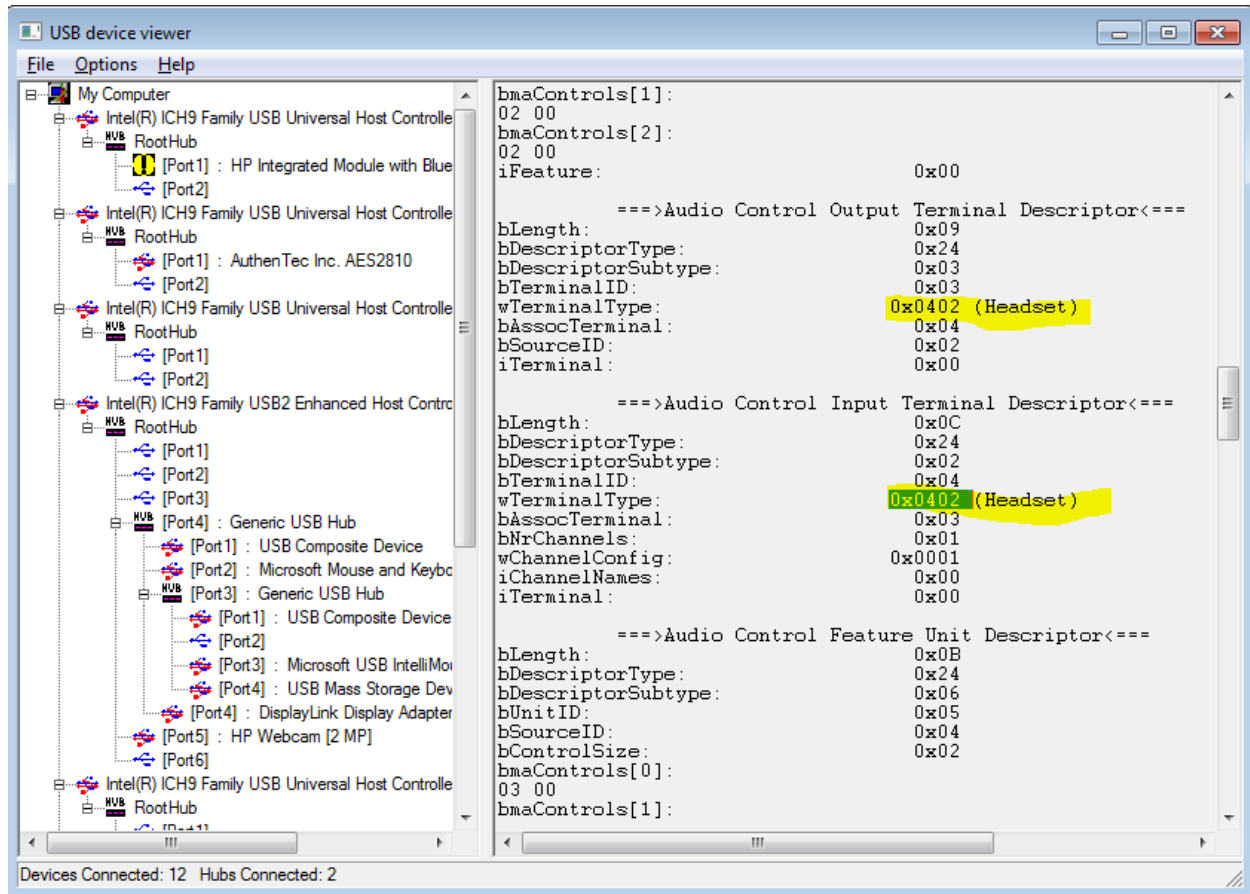 USB device viewer
File Options Help
My Computer
Intel(R) ICH9 Family USB Universal Host Controlle
RootHub
[Port1] : HP Integrated Module with Blue
[Port2]
Intel(R) ICH9 Family USB Universal Host Controlle
RootHub
[Port1] : AuthenTec Inc. AES2810
[Port2]
Intel(R) ICH9 Family USB Universal Host Controlle
RootHub
[Port1]
[Port2]
Intel(R) ICH9 Family USB2 Enhanced Host Contrc
RootHub
[Port1]
[Port2]
[Port3]
[Port4] : Generic USB Hub
[Port1] : USB Composite Device
[Port2] : Microsoft Mouse and Keybc
[Port3] : Generic USB Hub
[Port1] : USB Composite Device
[Port2]
[Port3] : Microsoft USB IntelliMou
[Port4] : USB Mass Storage Dev
[Port4] : DisplayLink Display Adapter
[Port5] : HP Webcam [2 MP]
[Port6]
Intel(R) ICH9 Family USB Universal Host Controlle
RootHub
[Port1]
bmaControls[1]:
02 00
bmaControls[2]:
02 00
iFeature: 0x00
===>Audio Control Output Terminal Descriptor<===
bLength: 0x09
bDescriptorType: 0x24
bDescriptorSubtype: 0x03
bTerminalID: 0x03
wTerminalType: 0x0402 (Headset)
bAssocTerminal: 0x04
bSourceID: 0x02
iTerminal: 0x00
===>Audio Control Input Terminal Descriptor<===
bLength: 0x0C
bDescriptorType: 0x24
bDescriptorSubtype: 0x02
bTerminalID: 0x04
wTerminalType: 0x0402 (Headset)
bAssocTerminal: 0x03
bNrChannels: 0x01
wChannelConfig: 0x0001
iChannelNames: 0x00
iTerminal: 0x00
===>Audio Control Feature Unit Descriptor<===
bLength: 0x0B
bDescriptorType: 0x24
bDescriptorSubtype: 0x06
bUnitID: 0x05
bSourceID: 0x04
bControlSize: 0x02
bmaControls[0]:
03 00
bmaControls[1]:
Devices Connected: 12 Hubs Connected: 2